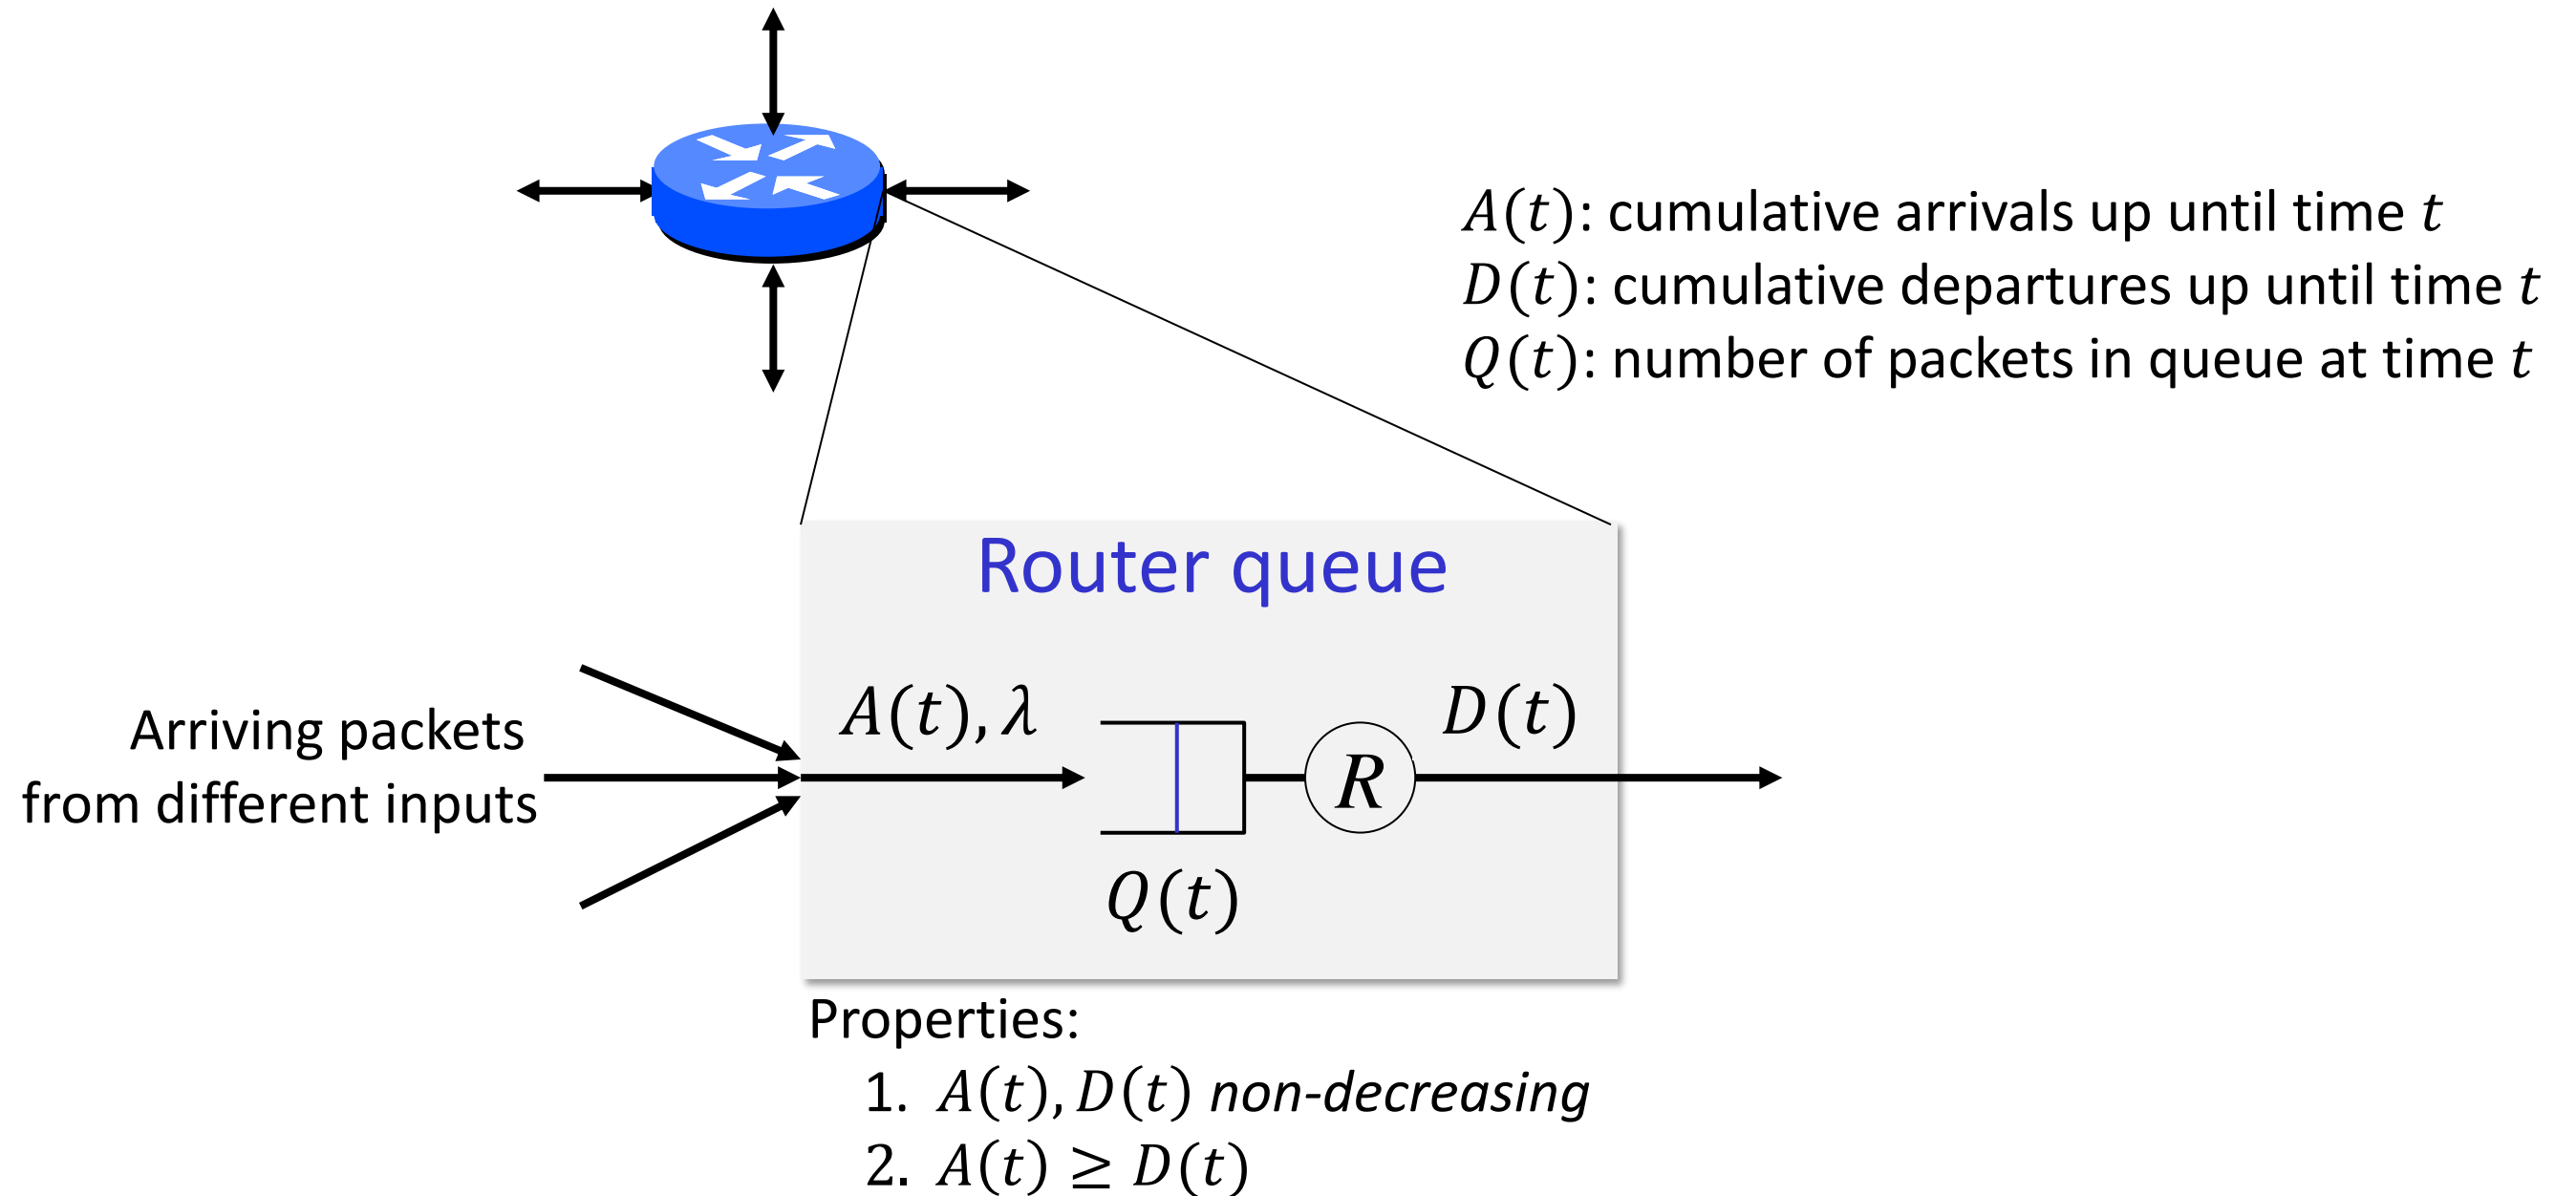 A(t): cumulative arrivals up until time t
D(t): cumulative departures up until time t
Q(t): number of packets in queue at time t
Router queue
Arriving packets
from different inputs
A(t), λ
Q(t)
R
D(t)
Properties:
1. A(t), D(t) non-decreasing
2. A(t) ≥ D(t)